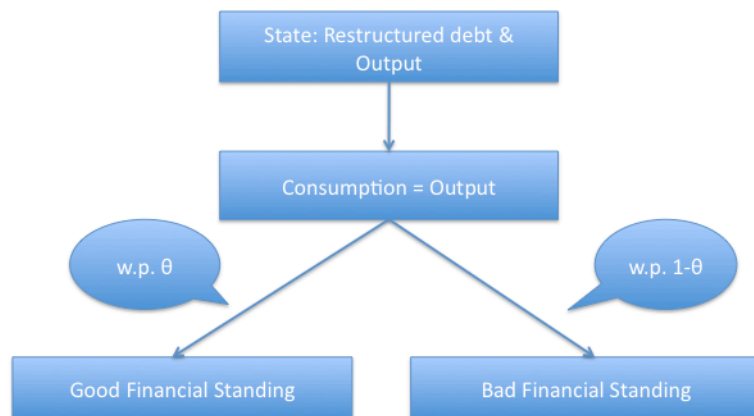 State: Restructured debt &
Output
Consumption = Output
w.p. θ
w.p. 1-θ
Good Financial Standing
Bad Financial Standing